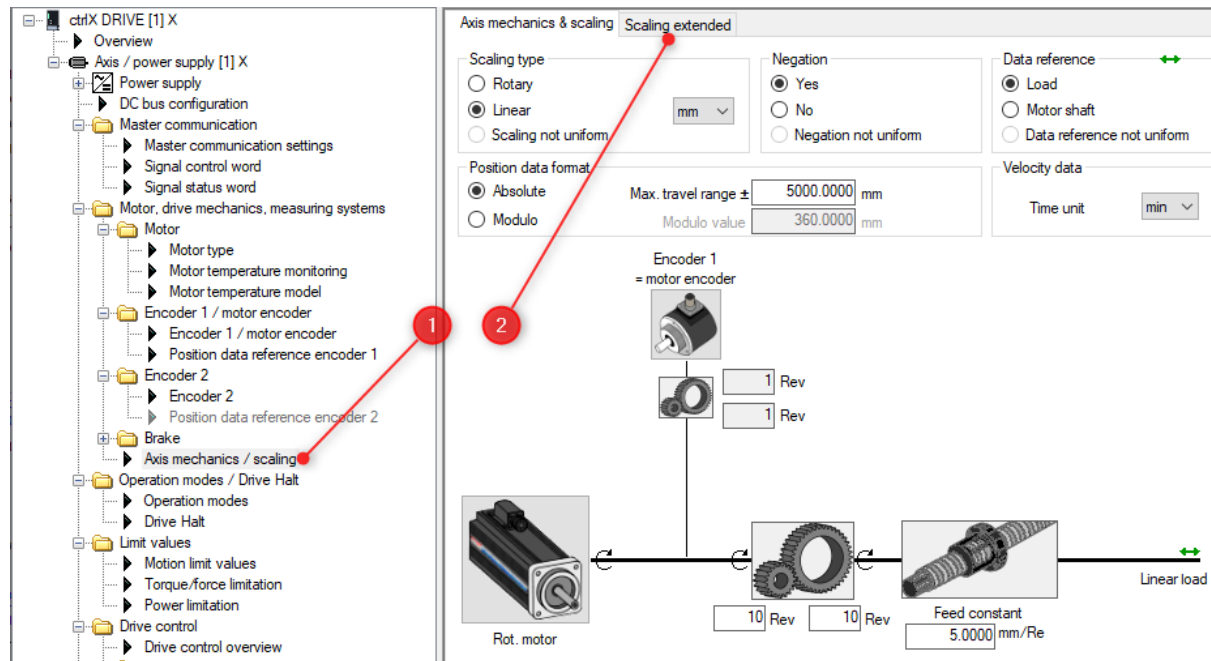 ctrlX DRIVE [1] X
Overview
Axis / power supply [1] X
Power supply
DC bus configuration
Master communication
Master communication settings
Signal control word
Signal status word
Motor, drive mechanics, measuring systems
Motor
Motor type
Motor temperature monitoring
Motor temperature model
Encoder 1 / motor encoder
Encoder 1 / motor encoder
Position data reference encoder 1
Encoder 2
Encoder 2
Position data reference encoder 2
Brake
Axis mechanics / scaling
Operation modes / Drive Halt
Operation modes
Drive Halt
Limit values
Motion limit values
Torque/force limitation
Power limitation
Drive control
Drive control overview
1
2
Axis mechanics & scaling Scaling extended
Scaling type
Rotary
Linear mm
Scaling not uniform
Negation
Yes
No
Negation not uniform
Data reference
Load
Motor shaft
Data reference not uniform
Position data format
Absolute Max. travel range ± 5000.0000 mm
Modulo Modulo value 360.0000 mm
Velocity data
Time unit min
Encoder 1
= motor encoder
1 Rev
1 Rev
Rot. motor
10 Rev 10 Rev
Feed constant
5.0000 mm/Re
Linear load